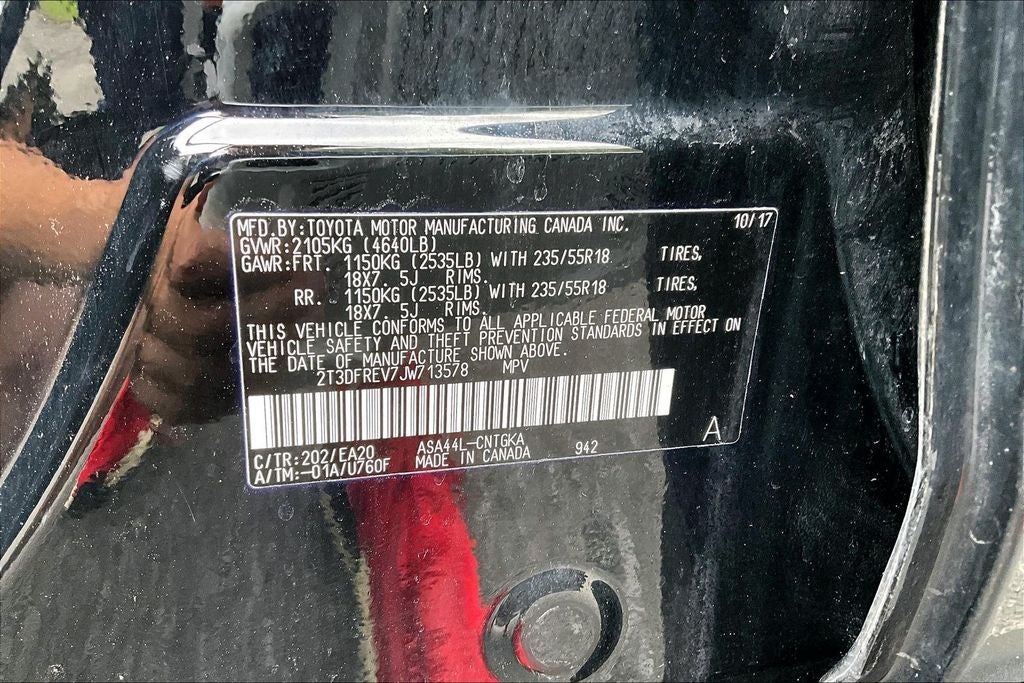 MFD. BY: TOYOTA MOTOR MANUFACTURING CANADA INC. 10/17
GVWR: 2105KG (4640LB)
GAWR: FRT. 1150KG (2535LB) WITH 235/55R18 TIRES,
18X7. 5J RIMS.
RR. 1150KG (2535LB) WITH 235/55R18 TIRES,
18X7. 5J RIMS.
THIS VEHICLE CONFORMS TO ALL APPLICABLE FEDERAL MOTOR
VEHICLE SAFETY AND THEFT PREVENTION STANDARDS IN EFFECT ON
THE DATE OF MANUFACTURE SHOWN ABOVE.
2T3DFREV7JW713578 MPV
C/TR: 202/EA20 ASA44L-CNTGKA 942 A
A/TM: -01A/U760F MADE IN CANADA